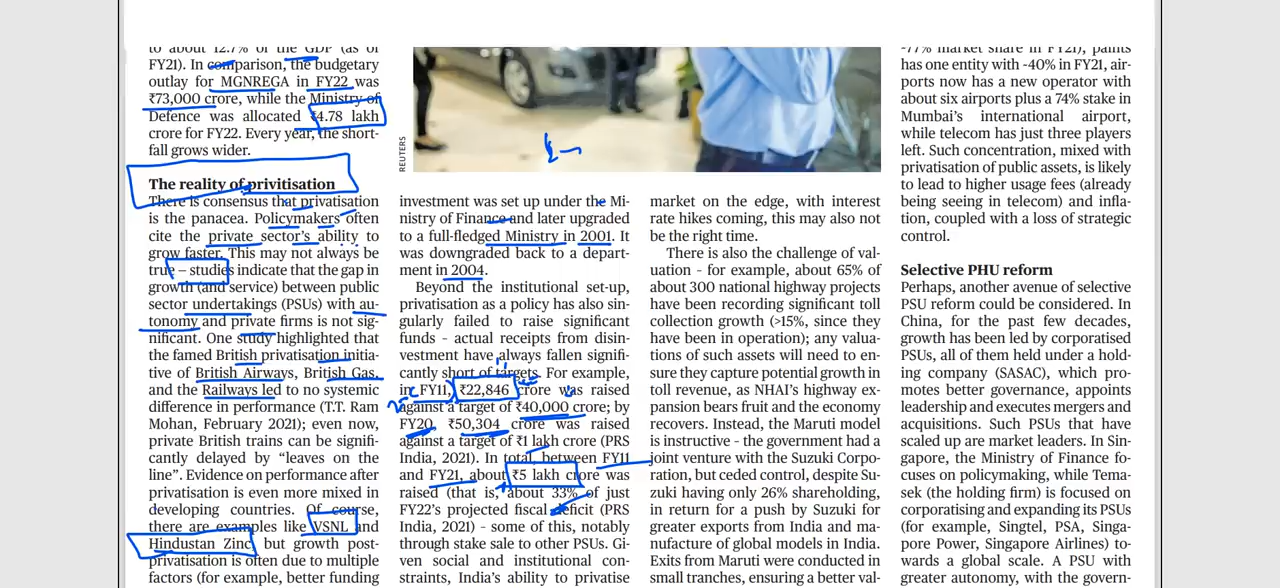 to about 12.7% of the GDP (as of
FY21). In comparison, the budgetary
outlay for MGNREGA in FY22 was
₹73,000 crore, while the Ministry of
Defence was allocated ₹4.78 lakh
crore for FY22. Every year, the short-
fall grows wider.
The reality of privitisation
There is consensus that privatisation
is the panacea. Policymakers often
cite the private sector's ability to
grow faster. This may not always be
true – studies indicate that the gap in
growth (and service) between public
sector undertakings (PSUs) with au-
tonomy and private firms is not sig-
nificant. One study highlighted that
the famed British privatisation initia-
tive of British Airways, British Gas,
and the Railways led to no systemic
difference in performance (T.T. Ram
Mohan, February 2021); even now,
private British trains can be signifi-
cantly delayed by “leaves on the
line”. Evidence on performance after
privatisation is even more mixed in
developing countries. Of course,
there are examples like VSNL and
Hindustan Zinc, but growth post-
privatisation is often due to multiple
factors (for example, better funding
REUTERS
investment was set up under the Mi-
nistry of Finance and later upgraded
to a full-fledged Ministry in 2001. It
was downgraded back to a depart-
ment in 2004.
Beyond the institutional set-up,
privatisation as a policy has also sin-
gularly failed to raise significant
funds - actual receipts from disin-
vestment have always fallen signifi-
cantly short of targets. For example,
in FY11, ₹22,846 crore was raised
against a target of ₹40,000 crore; by
FY20, ₹50,304 crore was raised
against a target of ₹1 lakh crore (PRS
India, 2021). In total, between FY11
and FY21, about ₹5 lakh crore was
raised (that is, about 33% of just
FY22's projected fiscal deficit (PRS
India, 2021) - some of this, notably
through stake sale to other PSUs. Gi-
ven social and institutional con-
straints, India's ability to privatise
market on the edge, with interest
rate hikes coming, this may also not
be the right time.
There is also the challenge of val-
uation - for example, about 65% of
about 300 national highway projects
have been recording significant toll
collection growth (>15%, since they
have been in operation); any valua-
tions of such assets will need to en-
sure they capture potential growth in
toll revenue, as NHAI's highway ex-
pansion bears fruit and the economy
recovers. Instead, the Maruti model
is instructive - the government had a
joint venture with the Suzuki Corpo-
ration, but ceded control, despite Su-
zuki having only 26% shareholding,
in return for a push by Suzuki for
greater exports from India and ma-
nufacture of global models in India.
Exits from Maruti were conducted in
small tranches, ensuring a better val-
~77% market share in FY21), paints
has one entity with ~40% in FY21, air-
ports now has a new operator with
about six airports plus a 74% stake in
Mumbai's international airport,
while telecom has just three players
left. Such concentration, mixed with
privatisation of public assets, is likely
to lead to higher usage fees (already
being seeing in telecom) and infla-
tion, coupled with a loss of strategic
control.
Selective PHU reform
Perhaps, another avenue of selective
PSU reform could be considered. In
China, for the past few decades,
growth has been led by corporatised
PSUs, all of them held under a hold-
ing company (SASAC), which pro-
motes better governance, appoints
leadership and executes mergers and
acquisitions. Such PSUs that have
scaled up are market leaders. In Sin-
gapore, the Ministry of Finance fo-
cuses on policymaking, while Tema-
sek (the holding firm) is focused on
corporatising and expanding its PSUs
(for example, Singtel, PSA, Singa-
pore Power, Singapore Airlines) to-
wards a global scale. A PSU with
greater autonomy, with the govern-